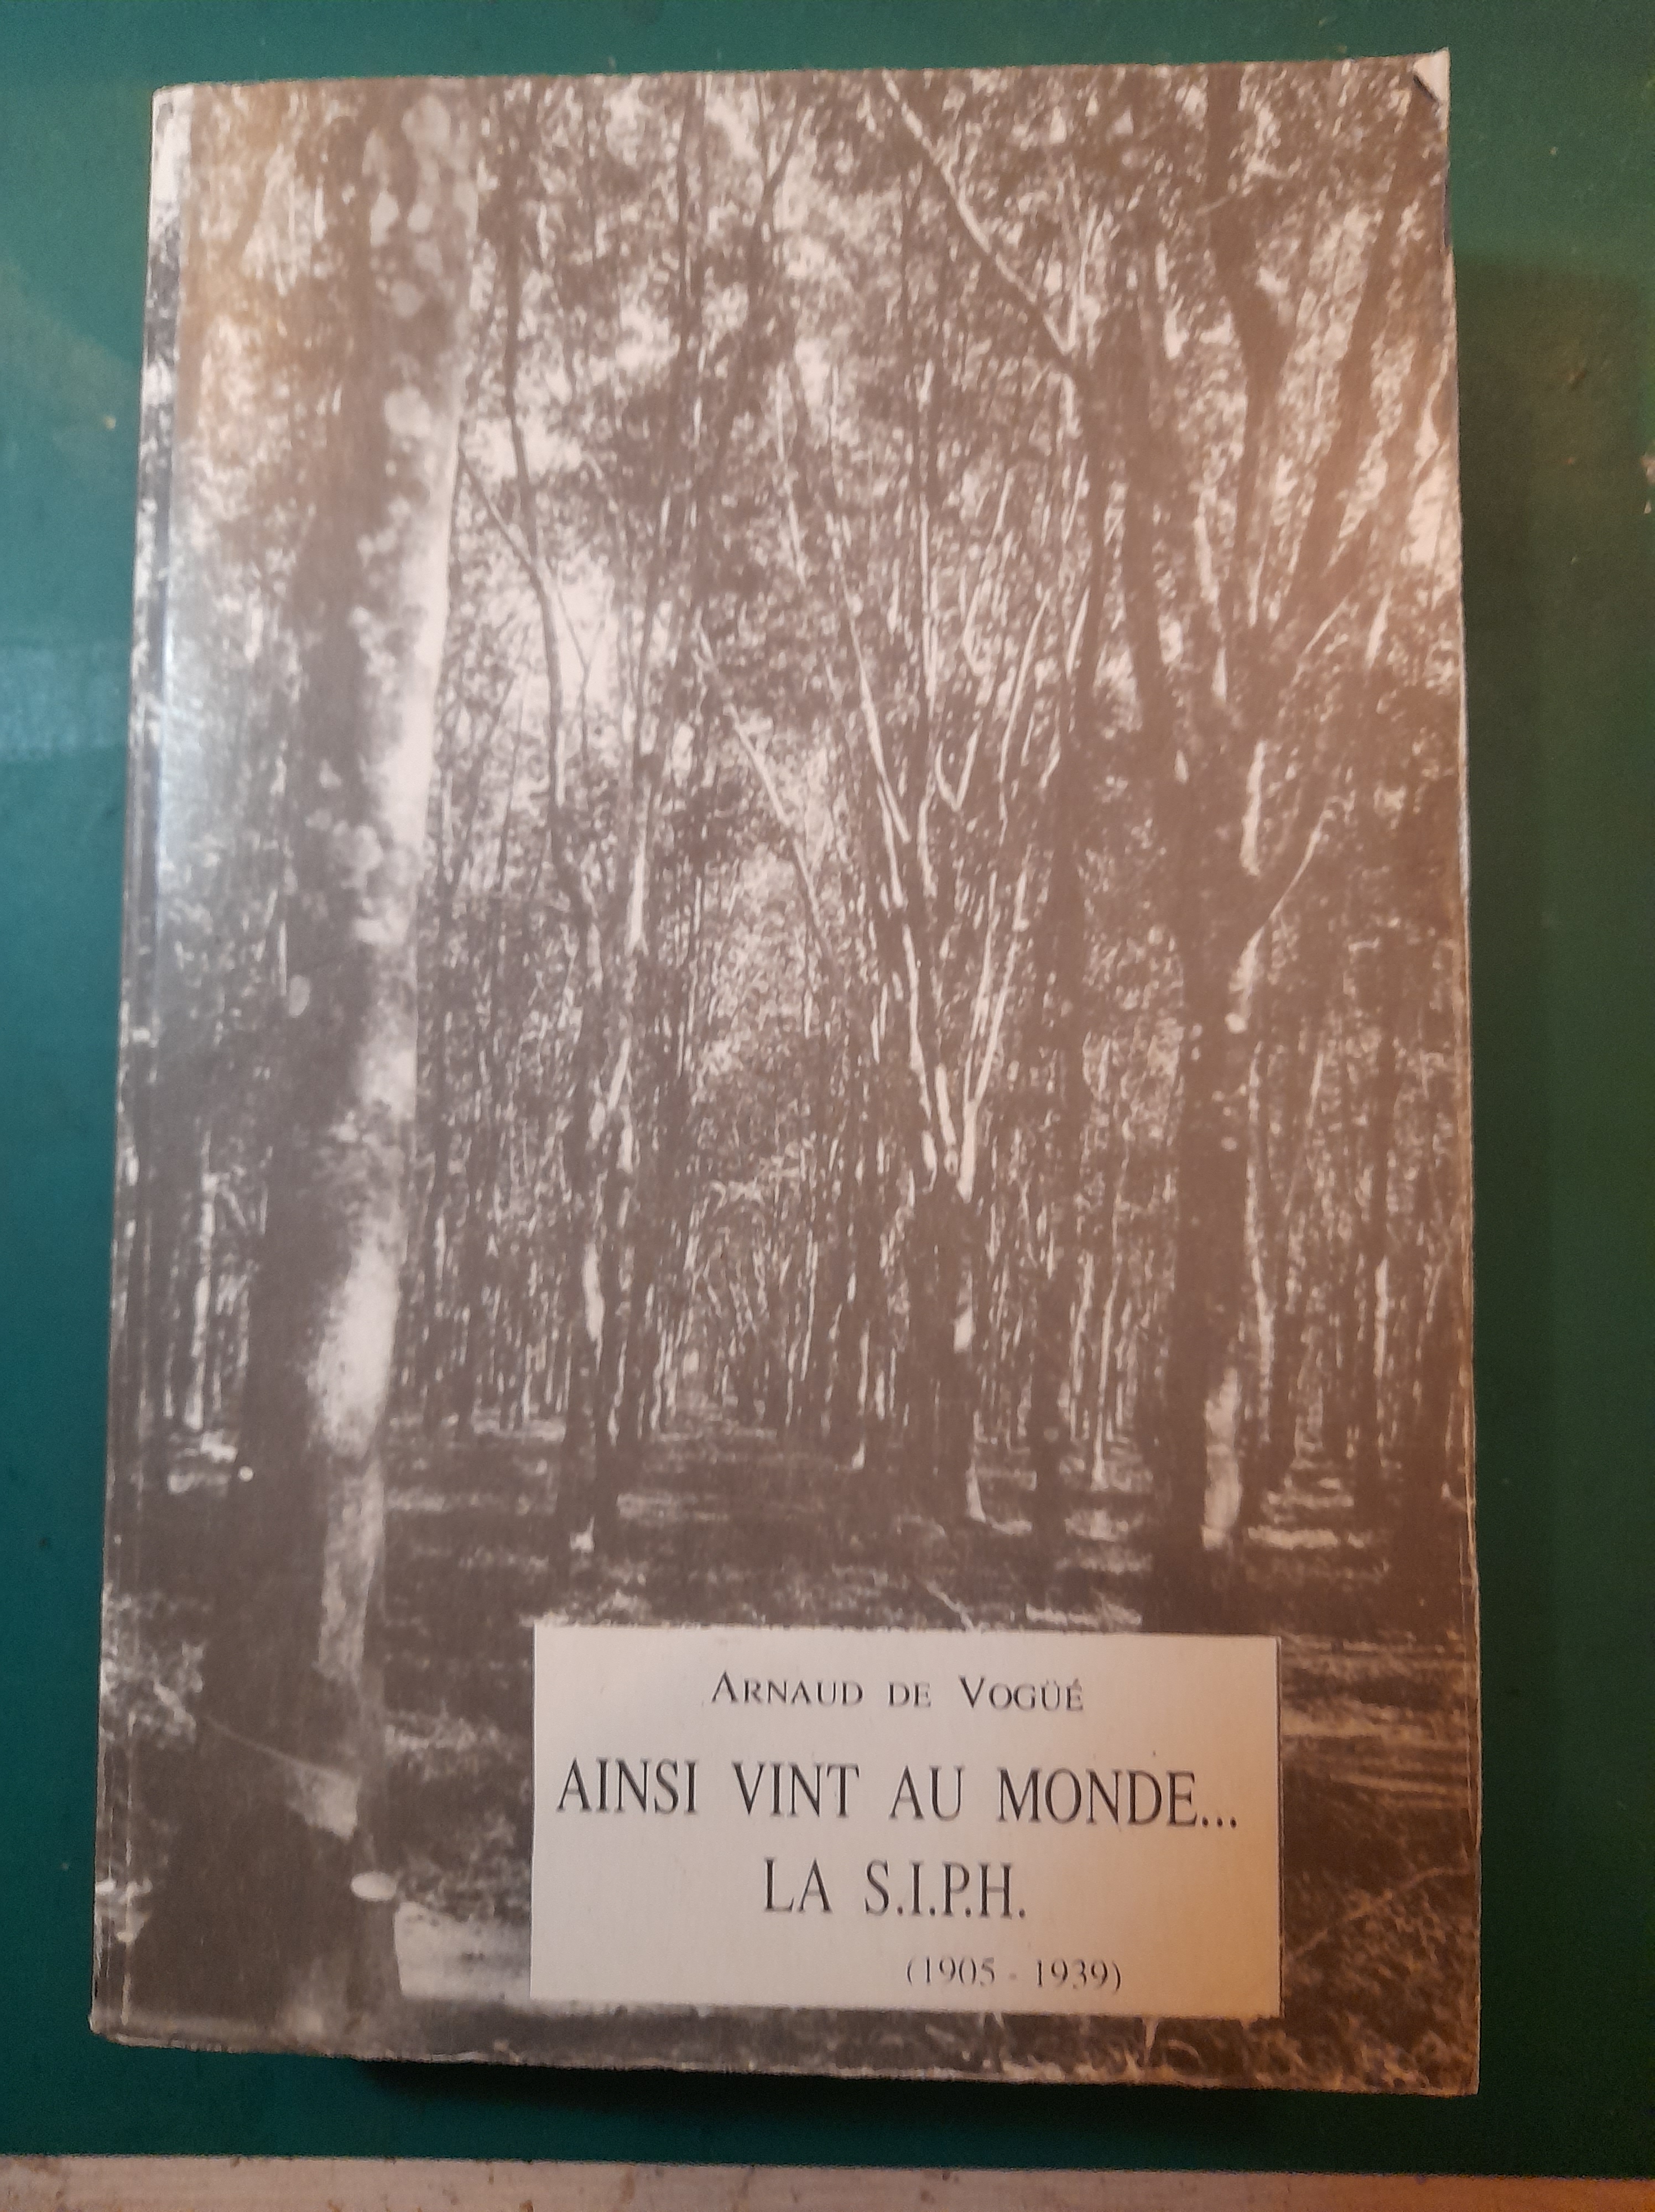 ARNAUD DE VOGÜÉ
AINSI VINT AU MONDE...
LA S.I.P.H.
(1905 - 1939)